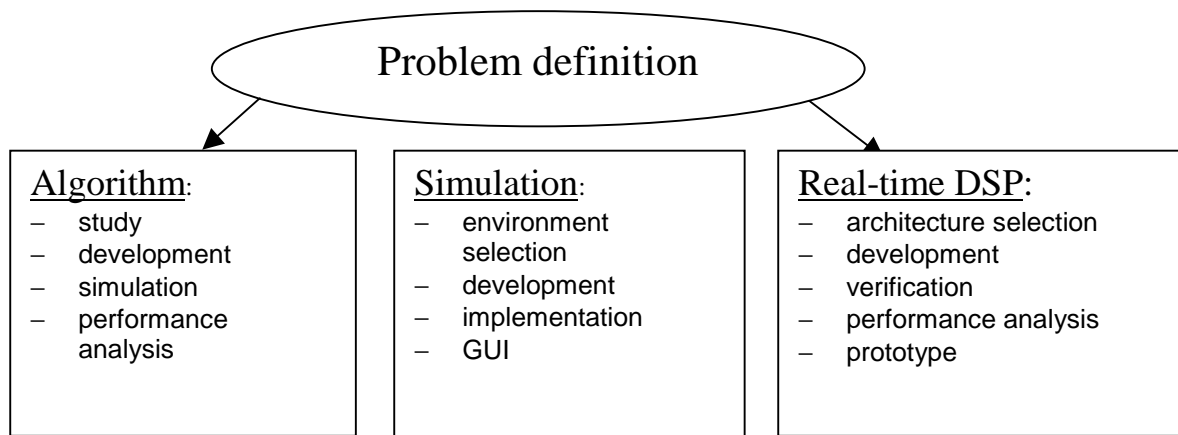 Problem definition
Algorithm:
– study
– development
– simulation
– performance
analysis
Simulation:
– environment
selection
– development
– implementation
– GUI
Real-time DSP:
– architecture selection
– development
– verification
– performance analysis
– prototype